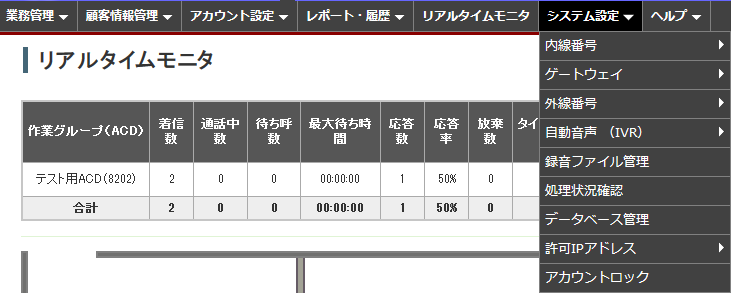 業務管理 顧客情報管理 アカウント設定 レポート・履歴 リアルタイムモニタ システム設定 ヘルプ
リアルタイムモニタ
作業グループ(ACD) 着信数 通話中数 待ち呼数 最大待ち時間 応答数 応答率 放棄数 タイ
テスト用ACD(8202) 2 0 0 00:00:00 1 50% 0
合計 2 0 0 00:00:00 1 50% 0
内線番号
ゲートウェイ
外線番号
自動音声 (IVR)
録音ファイル管理
処理状況確認
データベース管理
許可IPアドレス
アカウントロック